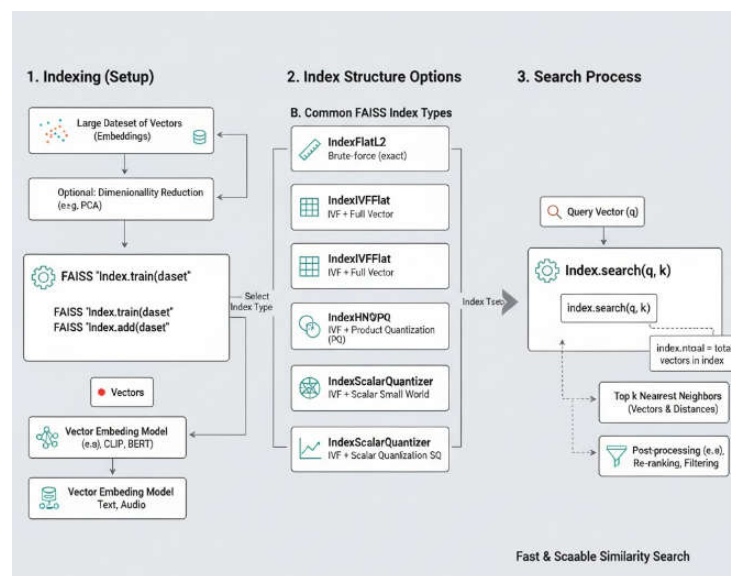 1. Indexing (Setup)
Large Dateset of Vectors
(Embeddings)
Optional: Dimenionallity Reduction
(eɜg, PCA)
FAISS "Index.train(daset"
FAISS "Index.train(daset"
FAISS "Index.add(daset"
Vectors
Vector Embeding Model
(e.ɜ), CLIP, BERT)
Vector Embeding Model
Text, Audio
Select
Index Type
2. Index Structure Options
B. Common FAISS Index Types
IndexFlatL2
Brute-force (exact)
IndexIVFFlat
IVF + Full Vector
IndexIVFFlat
IVF + Full Vector
IVF + Product Quantization
(PQ)
IndexScalarQuantizer
IVF + Scalar Small World
IndexScalarQuantizer
IVF + Scalar Quanlization SQ
Index
3. Search Process
Query Vector (q)
Index.search(q, k)
index.search(q, k)
index.ntoal = total
vectors in index
Top k Nearest Neighbors
(Vectors & Distances)
Post-processing (e.ɘ),
Re-ranking, Filtering
Fast & Scaable Similarity Search